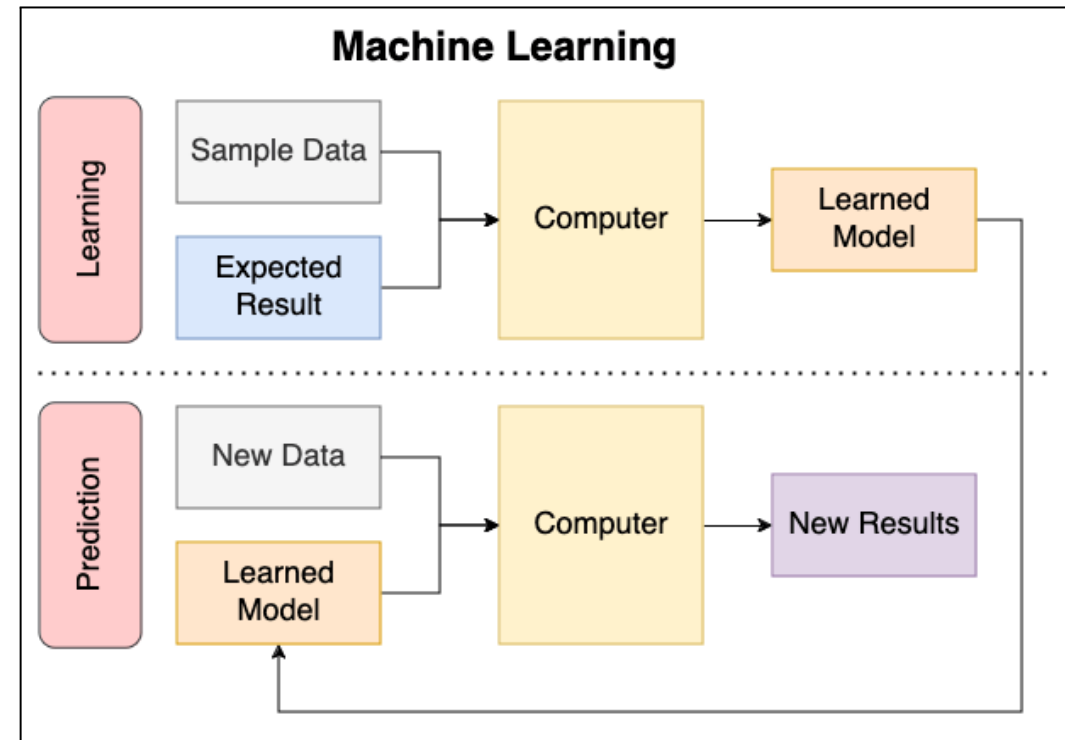 Machine Learning
Learning
Sample Data
Expected
Result
Computer
Learned
Model
Prediction
New Data
Learned
Model
Computer
New Results